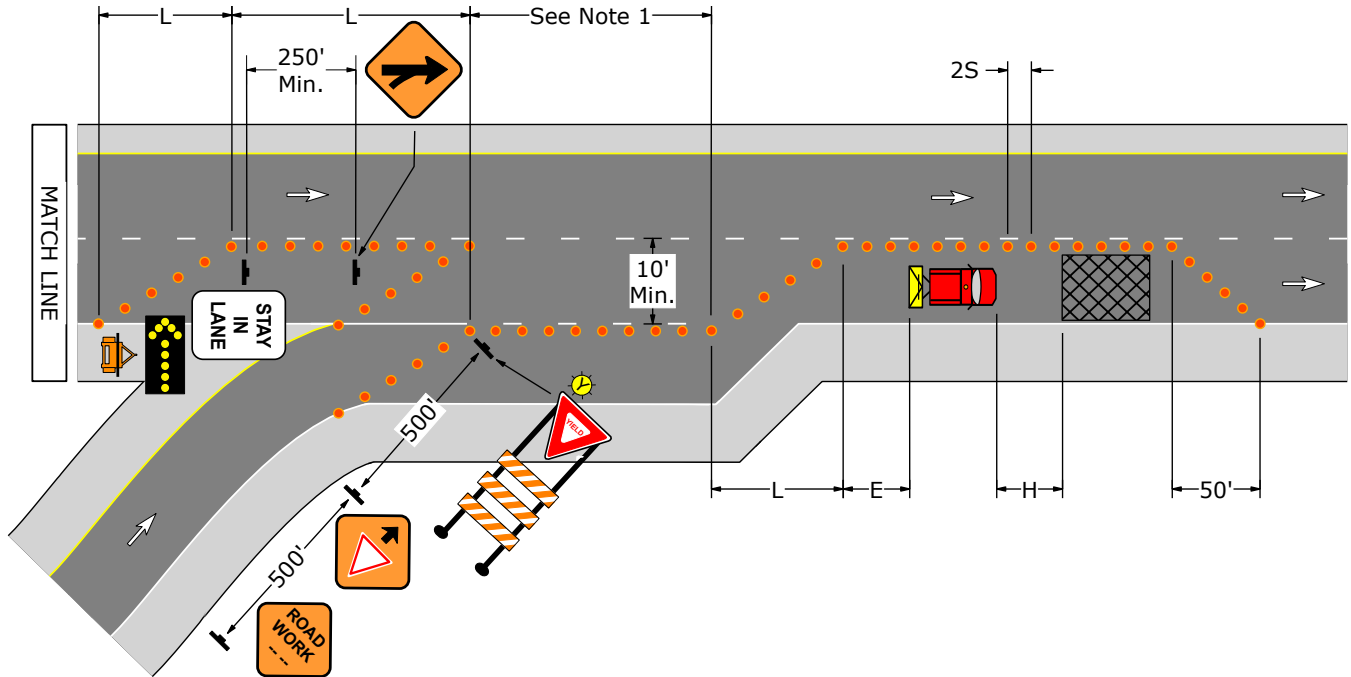 L
L
See Note 1
250'
Min.
2S
MATCH LINE
10'
Min.
STAY
IN
LANE
YIELD
500'
L
E
H
50'
500'
ROAD
WORK
-- --